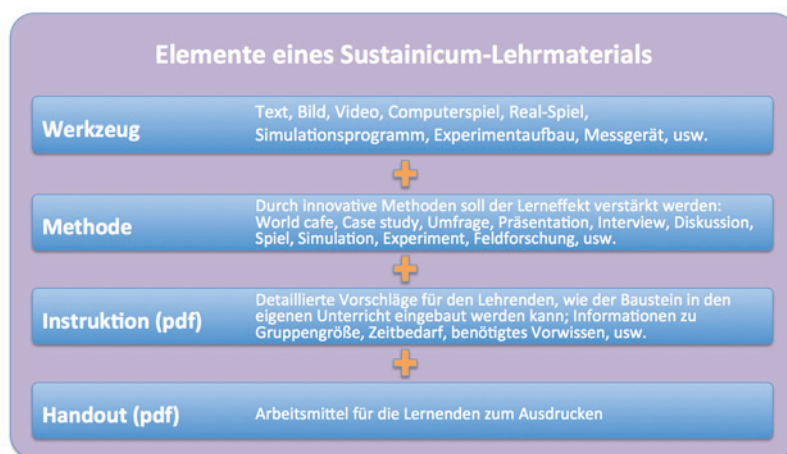 Elemente eines Sustainicum-Lehrmaterials
Werkzeug
Text, Bild, Video, Computerspiel, Real-Spiel,
Simulationsprogramm, Experimentaufbau, Messgerät, usw.
Methode
Durch innovative Methoden soll der Lerneffekt verstärkt werden:
World cafe, Case study, Umfrage, Präsentation, Interview, Diskussion,
Spiel, Simulation, Experiment, Feldforschung, usw.
Instruktion (pdf)
Detaillierte Vorschläge für den Lehrenden, wie der Baustein in den
eigenen Unterricht eingebaut werden kann; Informationen zu
Gruppengröße, Zeitbedarf, benötigtes Vorwissen, usw.
Handout (pdf)
Arbeitsmittel für die Lernenden zum Ausdrucken